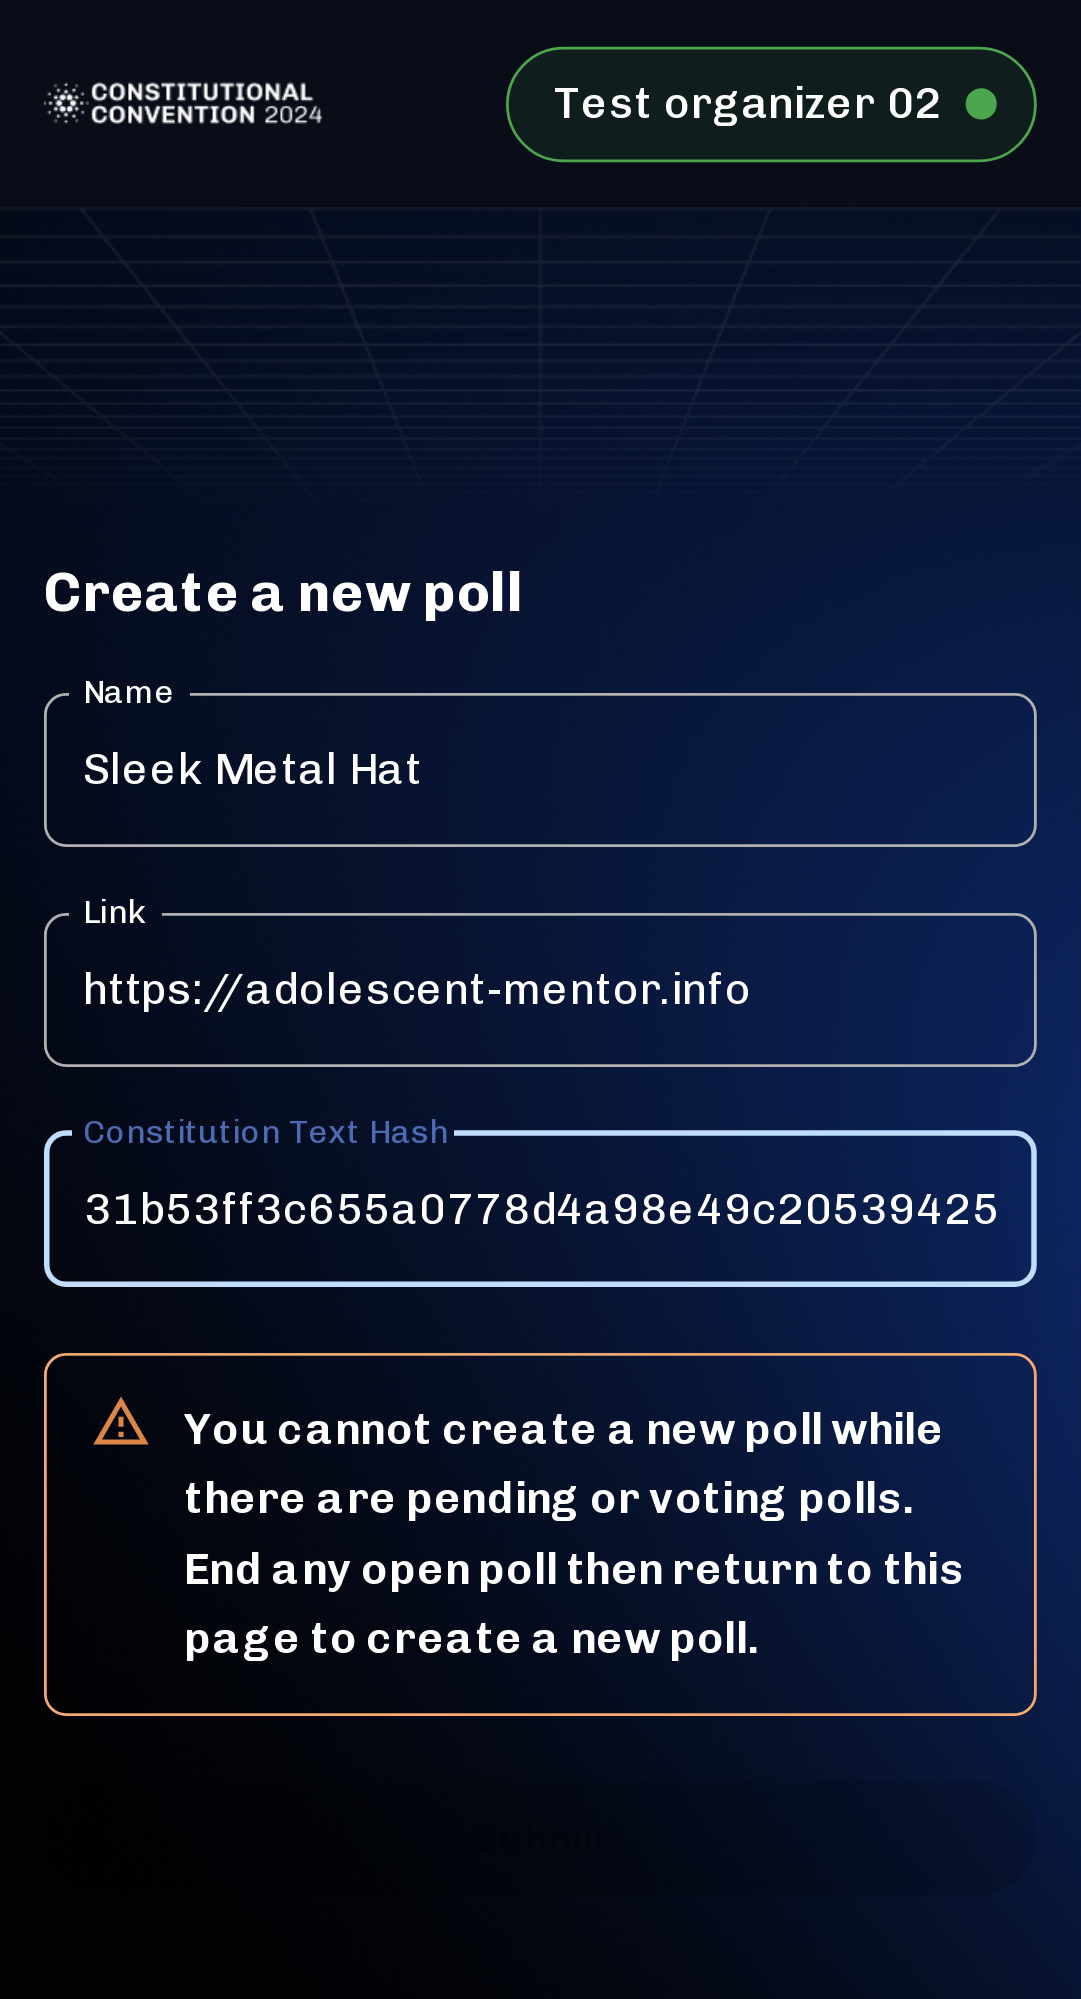 CONSTITUTIONAL
CONVENTION 2024
Test organizer 02
Create a new poll
Name
Sleek Metal Hat
Link
https://adolescent-mentor.info
Constitution Text Hash
31b53ff3c655a0778d4a98e49c20539425
You cannot create a new poll while
there are pending or voting polls.
End any open poll then return to this
page to create a new poll.
Submit